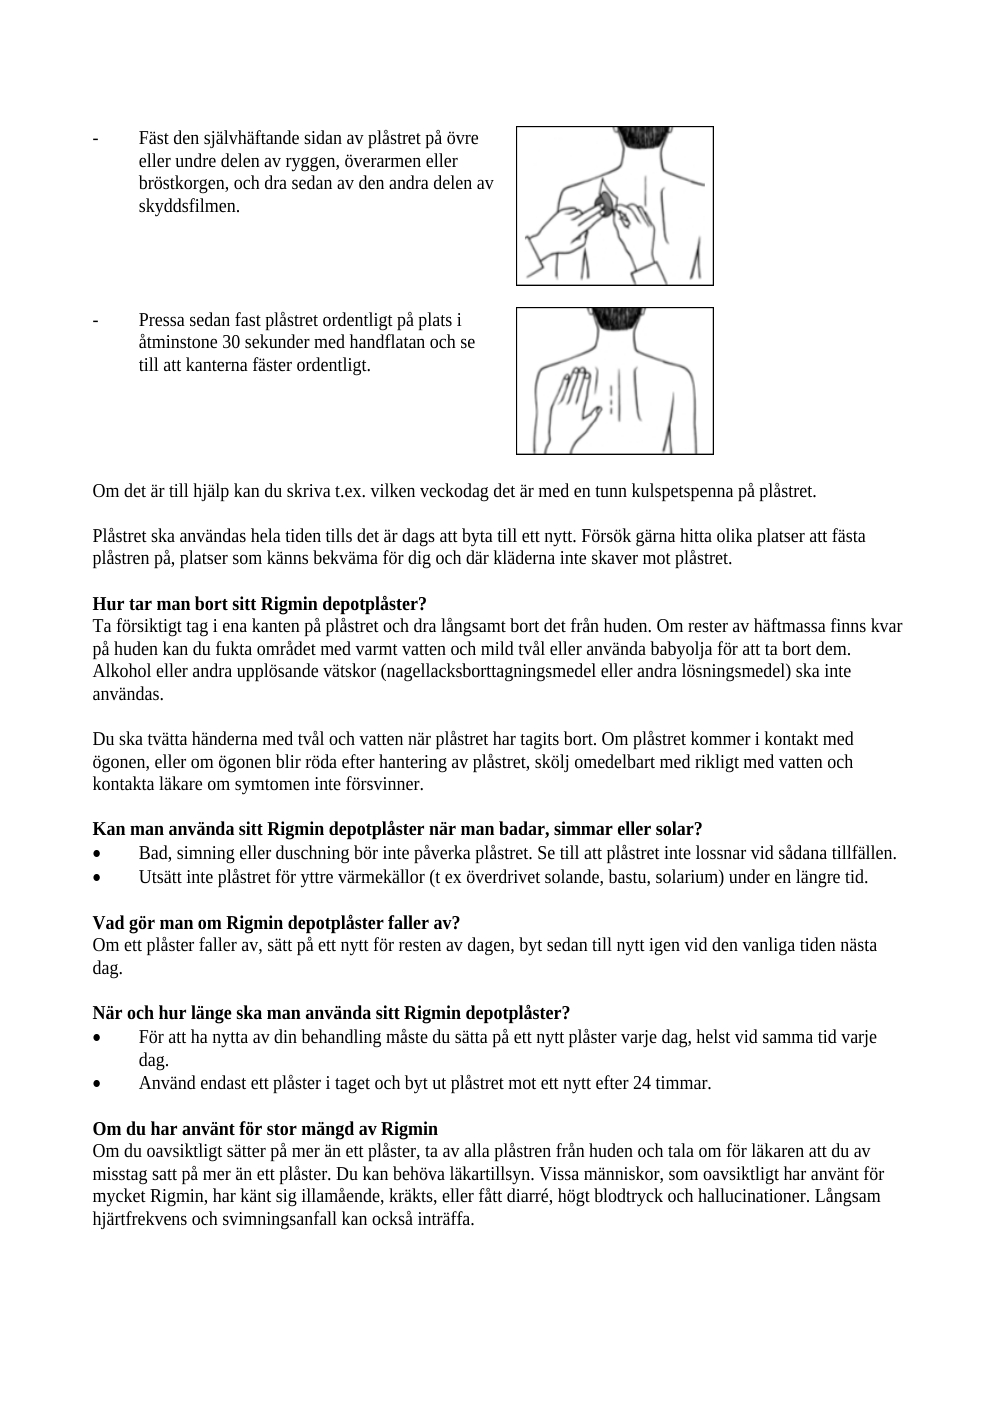 - Fäst den självhäftande sidan av plåstret på övre
eller undre delen av ryggen, överarmen eller
bröstkorgen, och dra sedan av den andra delen av
skyddsfilmen.
- Pressa sedan fast plåstret ordentligt på plats i
åtminstone 30 sekunder med handflatan och se
till att kanterna fäster ordentligt.
Om det är till hjälp kan du skriva t.ex. vilken veckodag det är med en tunn kulspetspenna på plåstret.
Plåstret ska användas hela tiden tills det är dags att byta till ett nytt. Försök gärna hitta olika platser att fästa
plåstren på, platser som känns bekväma för dig och där kläderna inte skaver mot plåstret.
Hur tar man bort sitt Rigmin depotplåster?
Ta försiktigt tag i ena kanten på plåstret och dra långsamt bort det från huden. Om rester av häftmassa finns kvar
på huden kan du fukta området med varmt vatten och mild tvål eller använda babyolja för att ta bort dem.
Alkohol eller andra upplösande vätskor (nagellacksborttagningsmedel eller andra lösningsmedel) ska inte
användas.
Du ska tvätta händerna med tvål och vatten när plåstret har tagits bort. Om plåstret kommer i kontakt med
ögonen, eller om ögonen blir röda efter hantering av plåstret, skölj omedelbart med rikligt med vatten och
kontakta läkare om symtomen inte försvinner.
Kan man använda sitt Rigmin depotplåster när man badar, simmar eller solar?
● Bad, simning eller duschning bör inte påverka plåstret. Se till att plåstret inte lossnar vid sådana tillfällen.
● Utsätt inte plåstret för yttre värmekällor (t ex överdrivet solande, bastu, solarium) under en längre tid.
Vad gör man om Rigmin depotplåster faller av?
Om ett plåster faller av, sätt på ett nytt för resten av dagen, byt sedan till nytt igen vid den vanliga tiden nästa
dag.
När och hur länge ska man använda sitt Rigmin depotplåster?
● För att ha nytta av din behandling måste du sätta på ett nytt plåster varje dag, helst vid samma tid varje
dag.
● Använd endast ett plåster i taget och byt ut plåstret mot ett nytt efter 24 timmar.
Om du har använt för stor mängd av Rigmin
Om du oavsiktligt sätter på mer än ett plåster, ta av alla plåstren från huden och tala om för läkaren att du av
misstag satt på mer än ett plåster. Du kan behöva läkartillsyn. Vissa människor, som oavsiktligt har använt för
mycket Rigmin, har känt sig illamående, kräkts, eller fått diarré, högt blodtryck och hallucinationer. Långsam
hjärtfrekvens och svimningsanfall kan också inträffa.